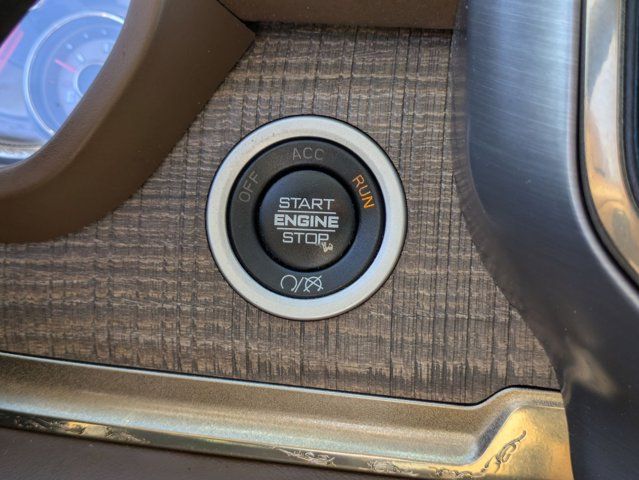 OFF ACC RUN
START
ENGINE
STOP